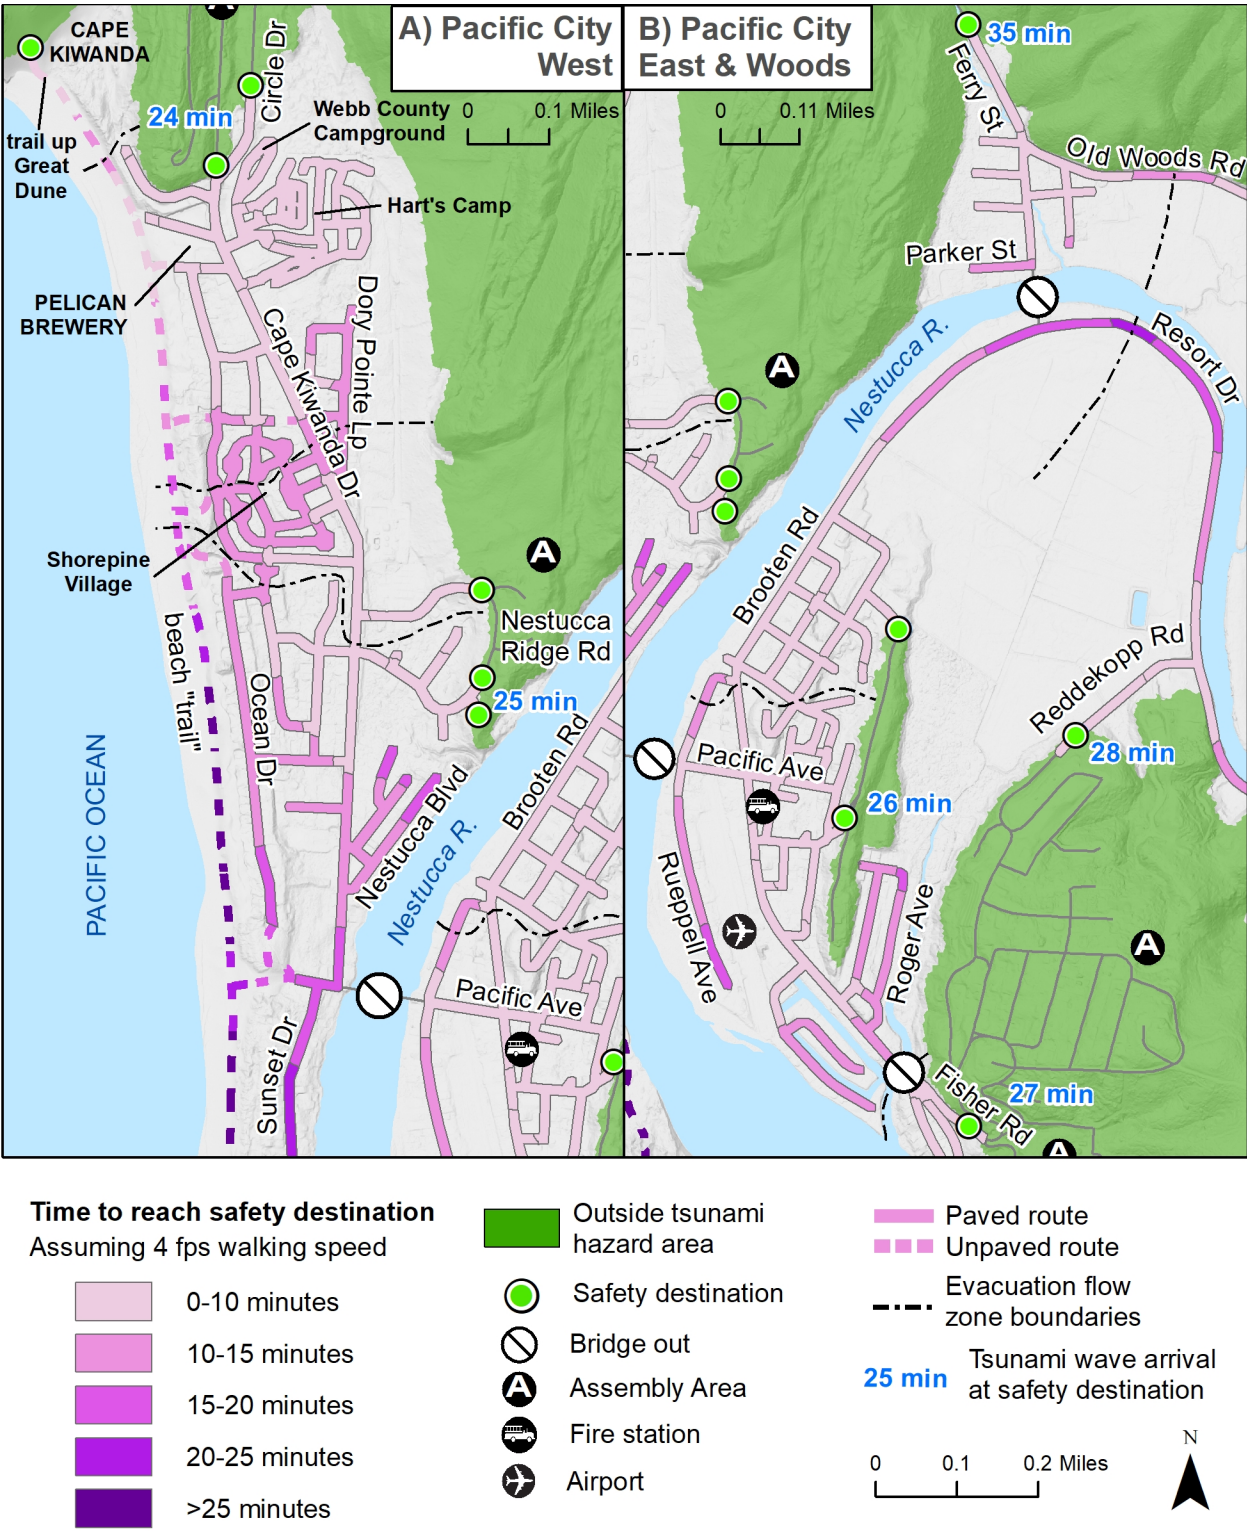 A) Pacific City
West
B) Pacific City
East & Woods
0 0.1 Miles
0 0.11 Miles
CAPE
KIWANDA
Circle Dr
24 min
Webb County
Campground
trail up
Great
Dune
Hart's Camp
PELICAN
BREWERY
Cape Kiwanda Dr
Dory Pointe Lp
Shorepine
Village
beach "trail"
Ocean Dr
PACIFIC OCEAN
A
Nestucca
Ridge Rd
25 min
Brooten Rd
Nestucca Blvd
Nestucca R.
Pacific Ave
Sunset Dr
35 min
Ferry St
Old Woods Rd
Parker St
Resort Dr
Nestucca R.
A
Brooten Rd
Reddekopp Rd
28 min
Pacific Ave
26 min
Rueppell Ave
Roger Ave
A
Fisher Rd
27 min
A
Time to reach safety destination
Assuming 4 fps walking speed
0-10 minutes
10-15 minutes
15-20 minutes
20-25 minutes
>25 minutes
Outside tsunami
hazard area
Safety destination
Bridge out
A Assembly Area
Fire station
Airport
Paved route
Unpaved route
Evacuation flow
zone boundaries
25 min Tsunami wave arrival
at safety destination
0 0.1 0.2 Miles
N